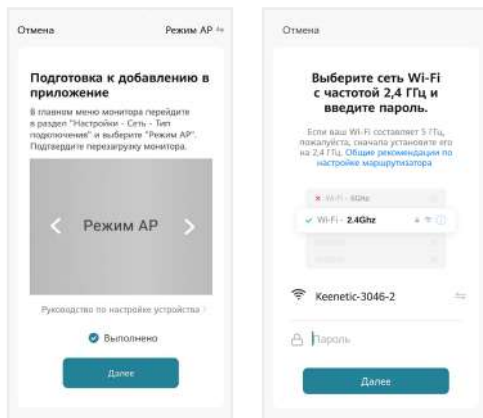 Отмена
Режим AP
Подготовка к добавлению в
приложение
В главном меню монитора перейдите
в раздел "Настройки - Сеть - Тип
подключения" и выберите "Режим AP".
Подтвердите перезагрузку монитора.
Режим AP
Руководство по настройке устройства
Выполнено
Далее
Отмена
Выберите сеть Wi-Fi
с частотой 2,4 ГГц и
введите пароль.
Если ваш Wi-Fi составляет 5 ГГц,
пожалуйста, сначала установите его
на 2,4 ГГц. Общие рекомендации по
настройке маршрутизатора
Wi-Fi - 5Ghz
Wi-Fi - 2.4Ghz
Keenetic-3046-2
Пароль
Далее